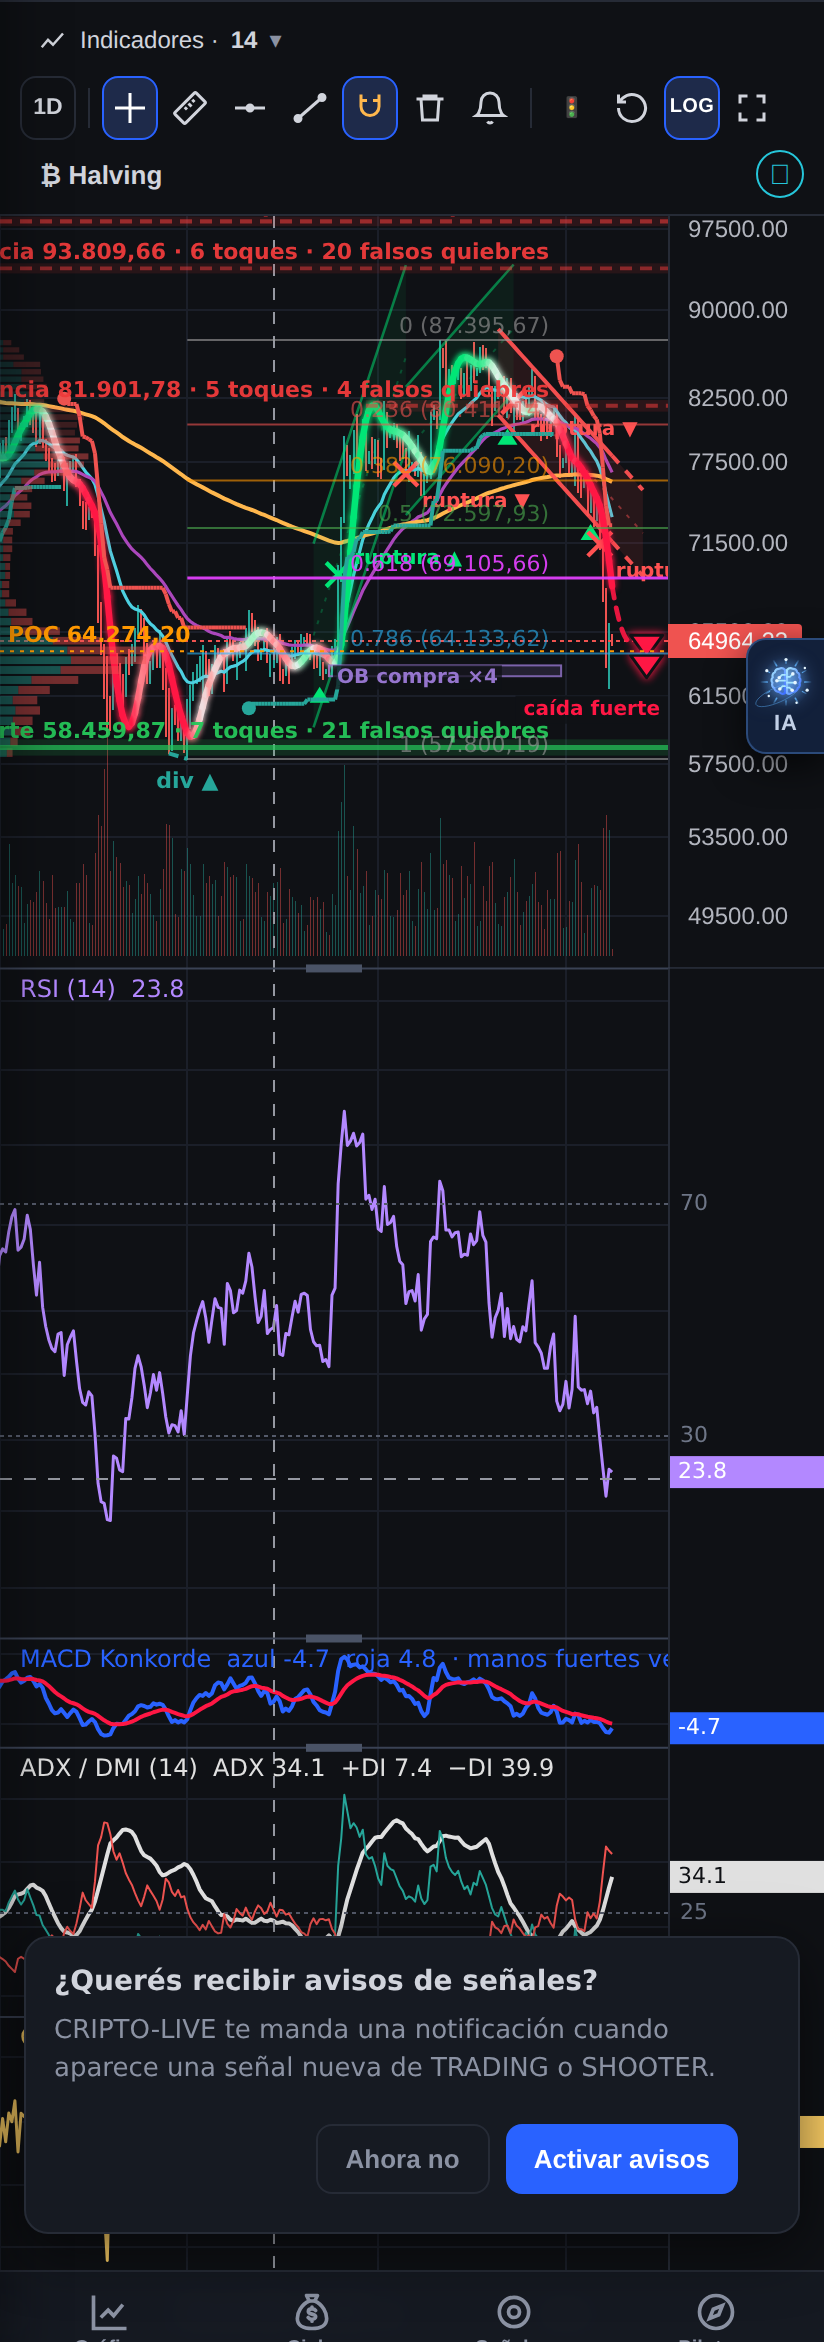 Indicadores · 14 ▾
1D
LOG
₿ Halving
97500.00
cia 93.809,66 · 6 toques · 20 falsos quiebres
90000.00
0 (87.395,67)
ncia 81.901,78 · 5 toques · 4 falsos quiebres
82500.00
ruptura ▼
77500.00
ruptura ▼
71500.00
ruptura ▲
0.618 (69.105,66)
POC 64.274,20
0.786 (64.133,62)
OB compra ×4
61500
IA
caída fuerte
rte 58.459,87 · 7 toques · 21 falsos quiebres
1 (57.800,19)
57500.00
div ▲
53500.00
49500.00
RSI (14) 23.8
70
30
23.8
MACD Konkorde azul -4.7 roja 4.8 · manos fuertes ve
-4.7
ADX / DMI (14) ADX 34.1 +DI 7.4 −DI 39.9
34.1
25
¿Querés recibir avisos de señales?
CRIPTO-LIVE te manda una notificación cuando
aparece una señal nueva de TRADING o SHOOTER.
Ahora no
Activar avisos